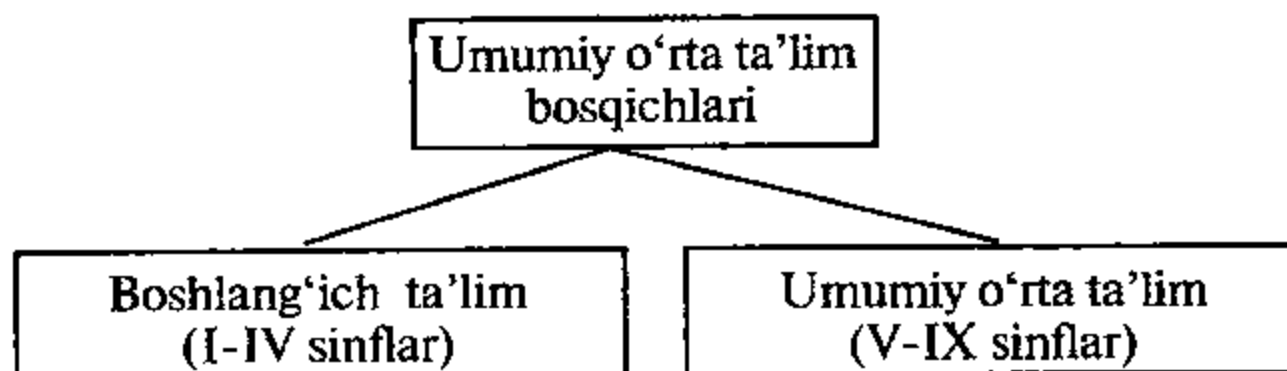 Umumiy o‘rta ta’lim
bosqichlari
Boshlang‘ich ta’lim
(I-IV sinflar)
Umumiy o‘rta ta’lim
(V-IX sinflar)